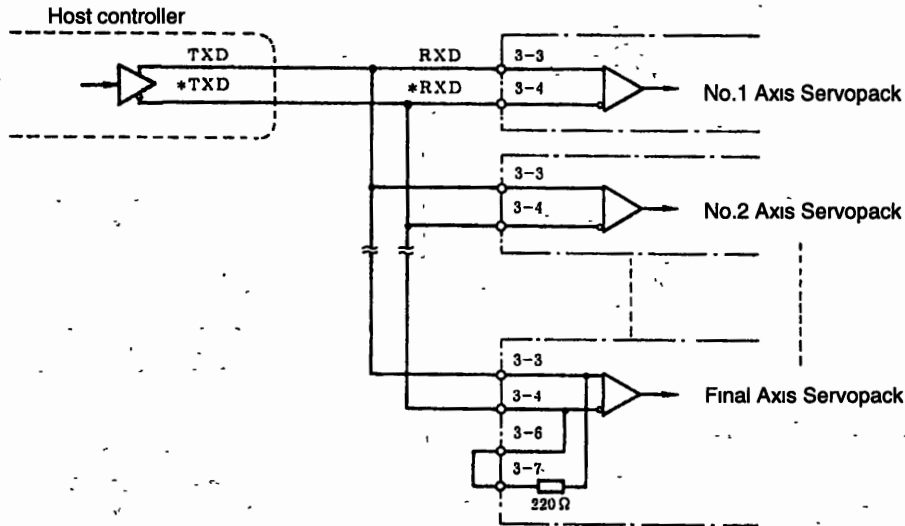 Host controller
TXD RXD 3-3
*TXD *RXD 3-4
No.1 Axis Servopack
3-3
3-4
No.2 Axis Servopack
3-3
3-4
Final Axis Servopack
3-6
3-7
220Ω